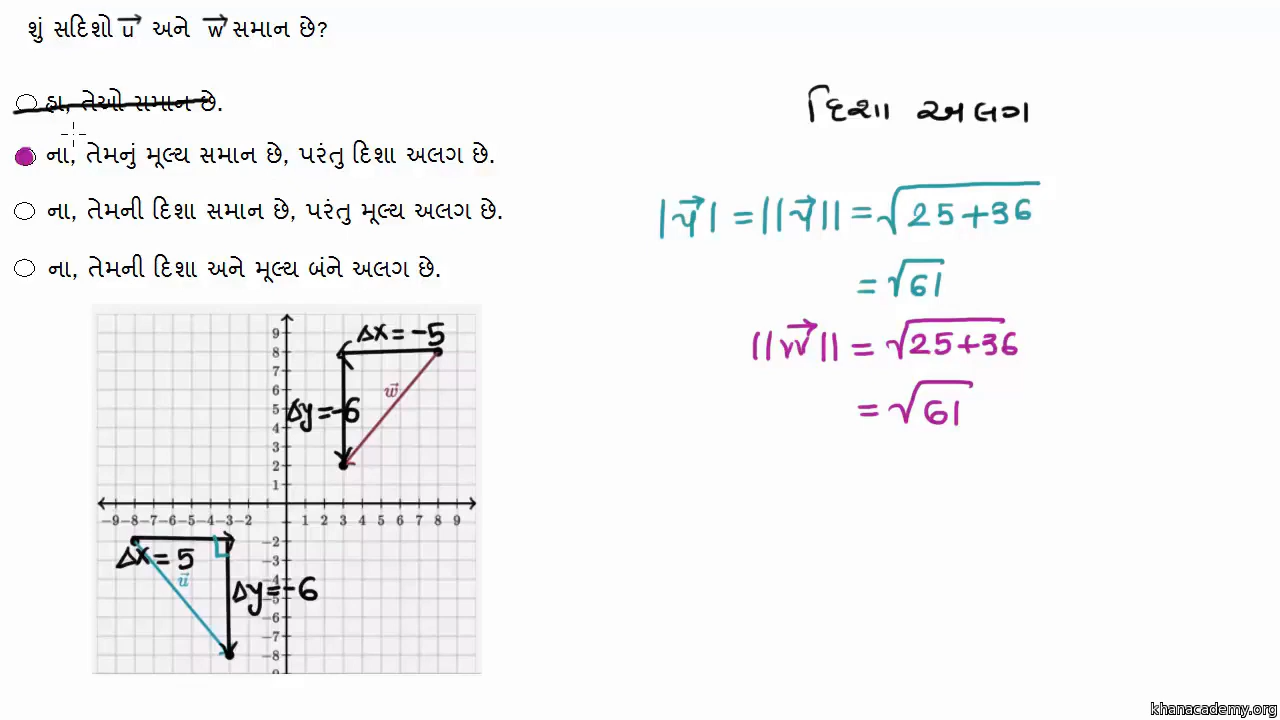 શું સદિશો u⃗ અને w⃗ સમાન છે?
હા, તેઓ સમાન છે.
ના, તેમનું મૂલ્ય સમાન છે, પરંતુ દિશા અલગ છે.
ના, તેમની દિશા સમાન છે, પરંતુ મૂલ્ય અલગ છે.
ના, તેમની દિશા અને મૂલ્ય બંને અલગ છે.
દિશા અલગ
|u⃗| = ||u⃗|| = √25+36
= √61
||w⃗|| = √25+36
= √61
Δx = -5
w⃗
Δy = -6
9
8
7
6
5
4
3
2
1
-9 -8 -7 -6 -5 -4 -3 -2 1 2 3 4 5 6 7 8 9
-2
-3
-4
-5
-6
-7
-8
Δx = 5
u⃗
Δy = -6
khanacademy.org